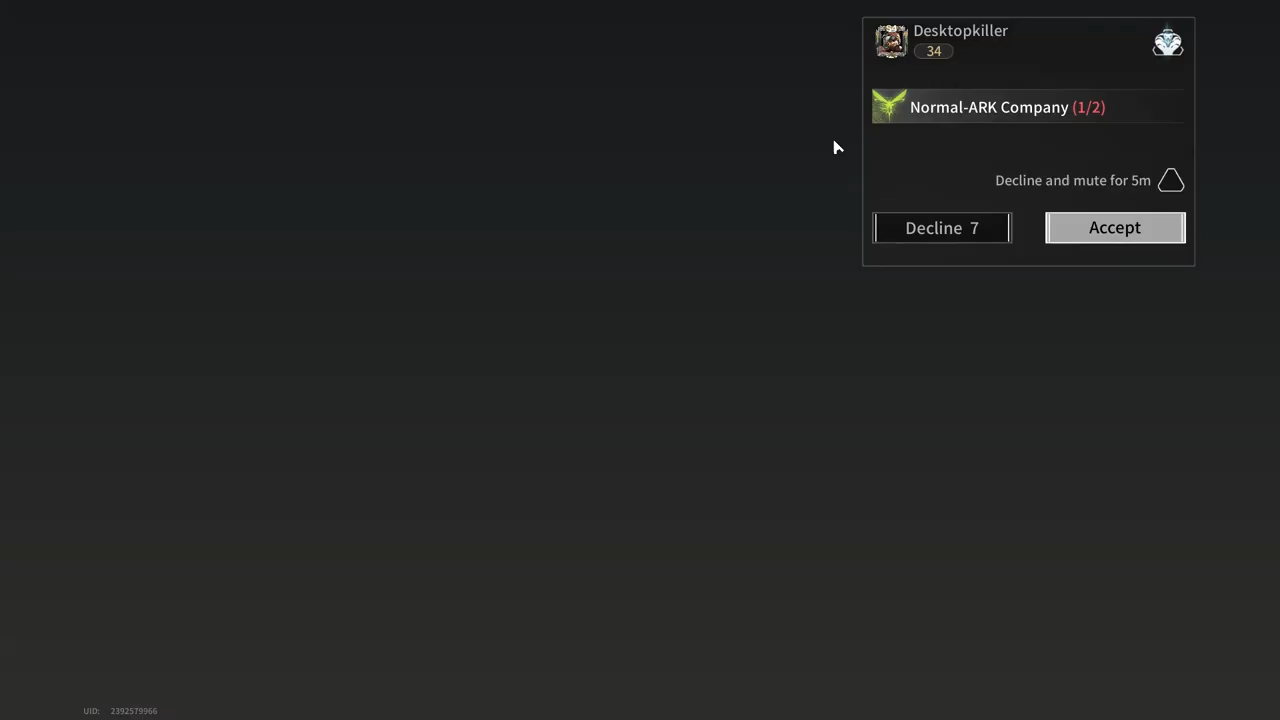 Desktopkiller
34
Normal-ARK Company (1/2)
Decline and mute for 5m
Decline 7
Accept
UID: 2392579966